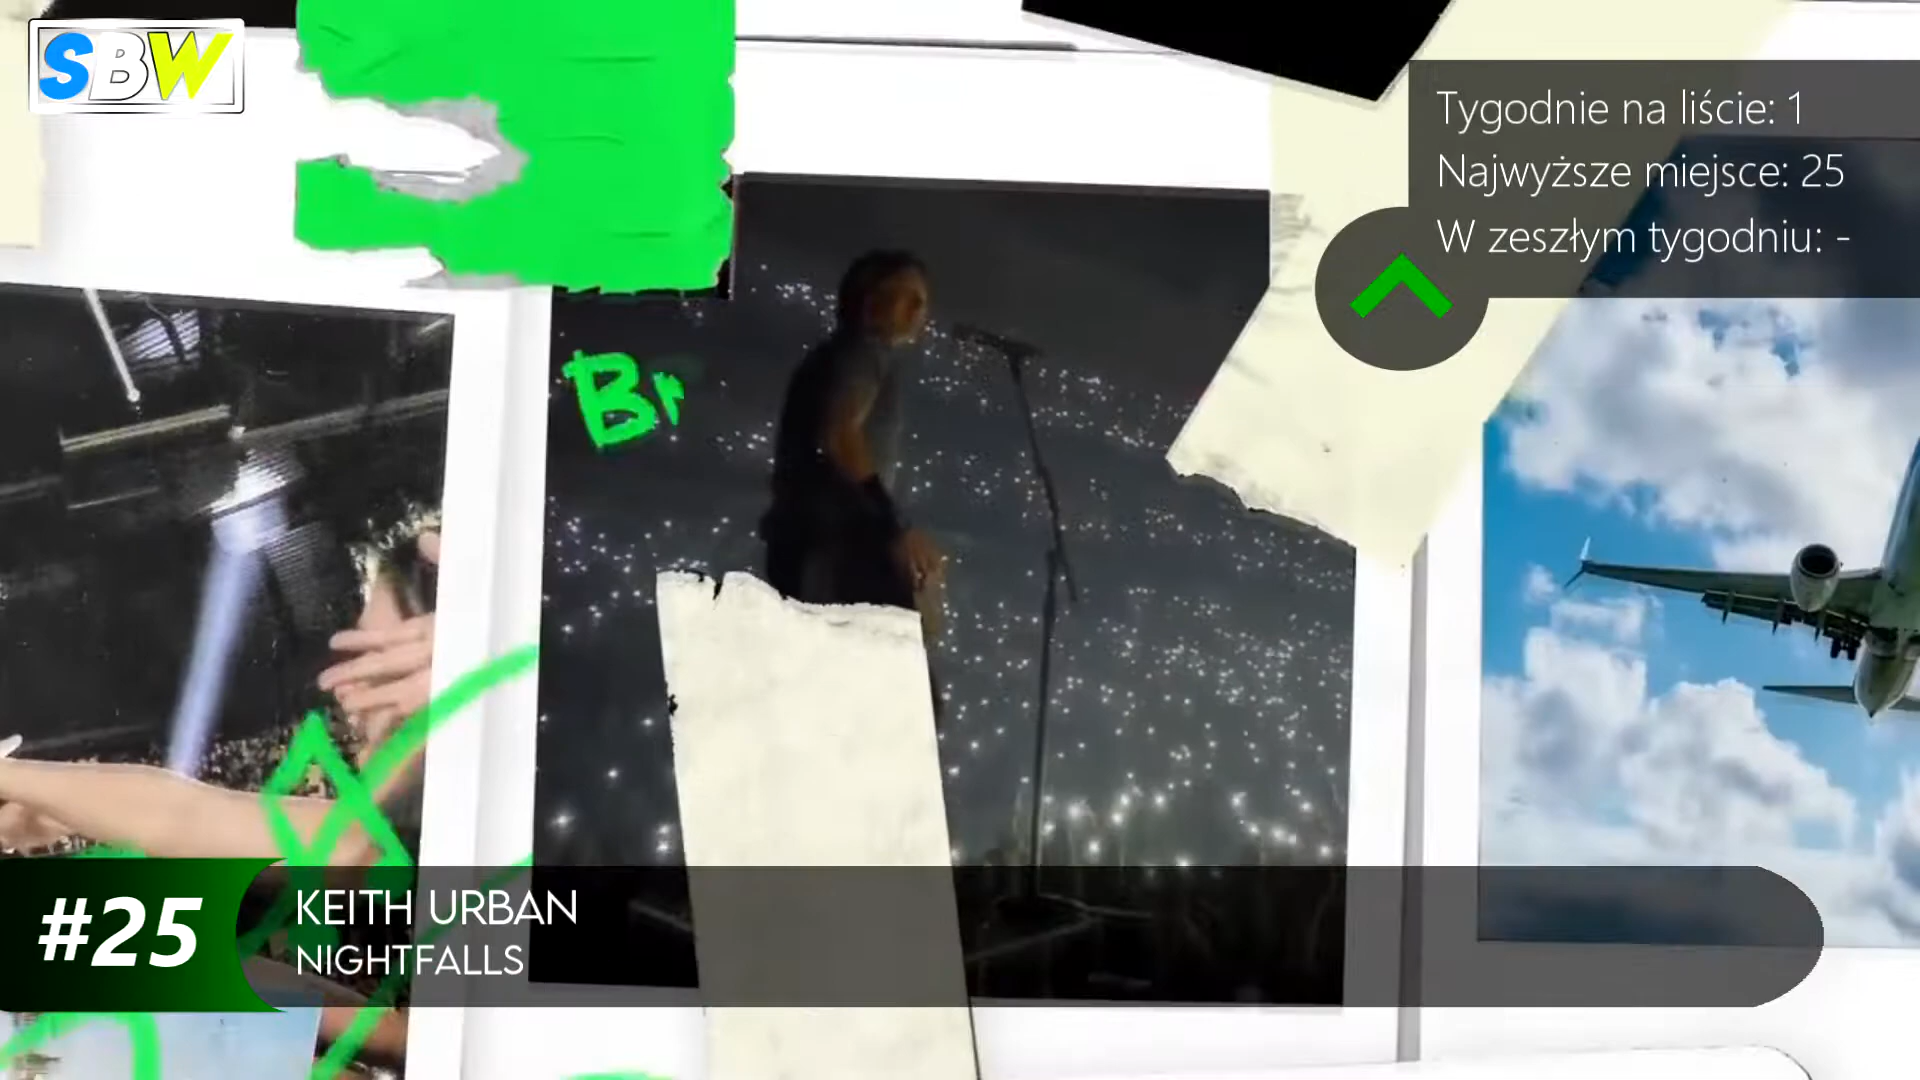 SBW
Tygodnie na liście: 1
Najwyższe miejsce: 25
W zeszłym tygodniu: -
Br
#25
KEITH URBAN
NIGHTFALLS